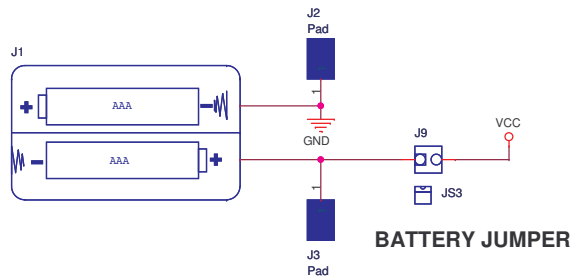 J2
Pad
J1
AAA
1
GND
VCC
J9
AAA
1
JS3
BATTERY JUMPER
J3
Pad